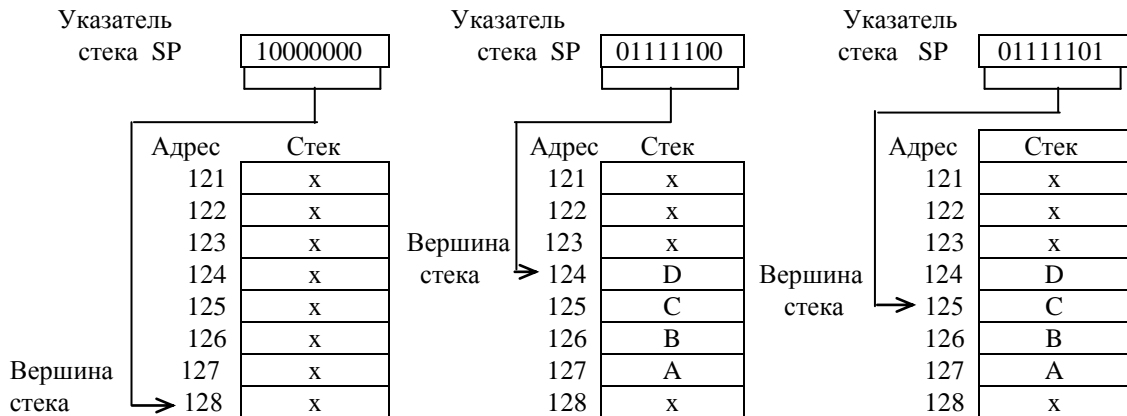 Указатель Указатель Указатель
стека SP 10000000 стека SP 01111100 стека SP 01111101
Адрес Стек Адрес Стек Адрес Стек
121 x 121 x 121 x
122 x 122 x 122 x
123 x Вершина 123 x 123 x
124 x стека 124 D Вершина 124 D
125 x 125 C стека 125 C
126 x 126 B 126 B
Вершина 127 x 127 A 127 A
стека 128 x 128 x 128 x